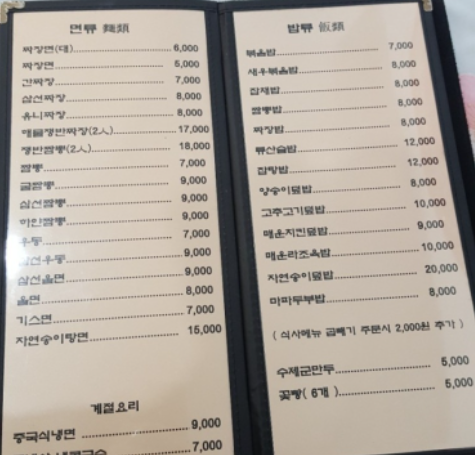 면류 麵類
짜장면(대) 6,000
짜장면 5,000
간짜장 7,000
삼선짜장 8,000
유니짜장 8,000
매콤쟁반짜장(2人) 17,000
쟁반짬뽕(2人) 18,000
짬뽕 7,000
굴짬뽕 9,000
삼선짬뽕 9,000
하얀짬뽕 9,000
우동 7,000
삼선우동 9,000
삼선울면 9,000
울면 8,000
기스면 7,000
자연송이탕면 15,000
계절요리
중국식냉면 9,000
7,000
밥류 飯類
볶음밥 7,000
새우볶음밥 8,000
잡채밥 8,000
짬뽕밥 8,000
짜장밥 8,000
류산슬밥 12,000
잡탕밥 12,000
양송이덮밥 8,000
고추고기덮밥 10,000
매운지킨덮밥 9,000
매운라조육밥 10,000
자연송이덮밥 20,000
마파두부밥 8,000
( 식사메뉴 곱빼기 주문시 2,000원 추가 )
수제군만두 5,000
꽃빵( 6개 ) 5,000